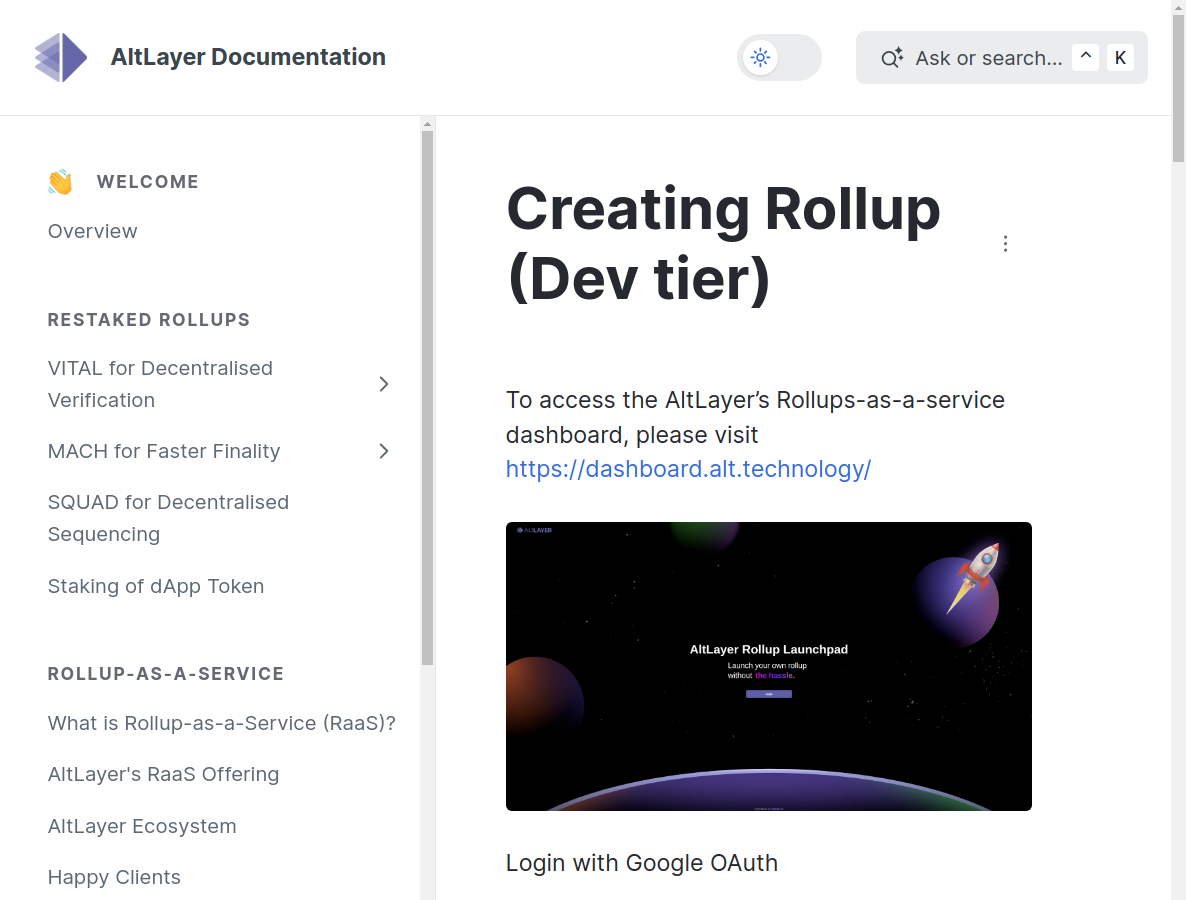 AltLayer Documentation
Ask or search...
^
K
WELCOME
Overview
RESTAKED ROLLUPS
VITAL for Decentralised
Verification
MACH for Faster Finality
SQUAD for Decentralised
Sequencing
Staking of dApp Token
ROLLUP-AS-A-SERVICE
What is Rollup-as-a-Service (RaaS)?
AltLayer's RaaS Offering
AltLayer Ecosystem
Happy Clients
Creating Rollup
(Dev tier)
To access the AltLayer’s Rollups-as-a-service
dashboard, please visit
https://dashboard.alt.technology/
ALTLAYER
AltLayer Rollup Launchpad
Launch your own rollup
without the hassle.
Login with Google OAuth